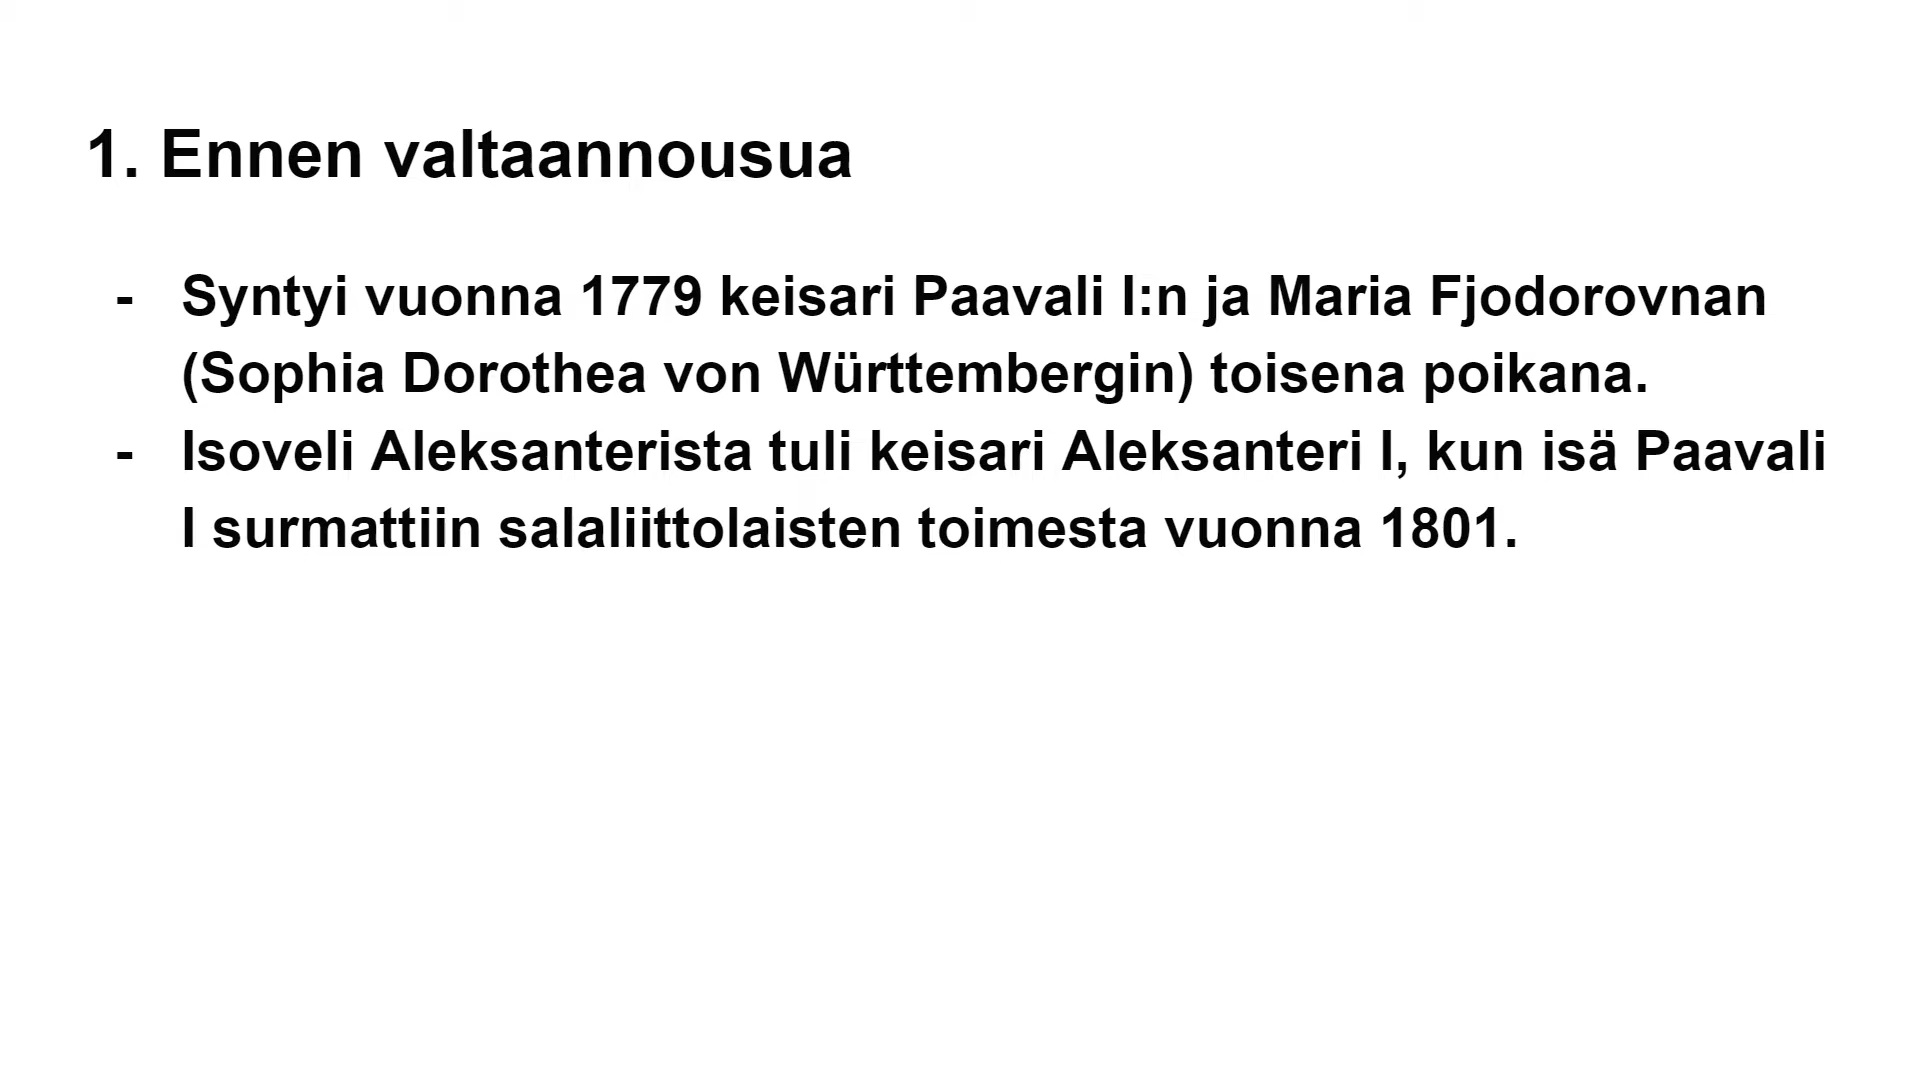 1. Ennen valtaannousua
- Syntyi vuonna 1779 keisari Paavali I:n ja Maria Fjodorovnan
(Sophia Dorothea von Württembergin) toisena poikana.
- Isoveli Aleksanterista tuli keisari Aleksanteri I, kun isä Paavali
I surmattiin salaliittolaisten toimesta vuonna 1801.